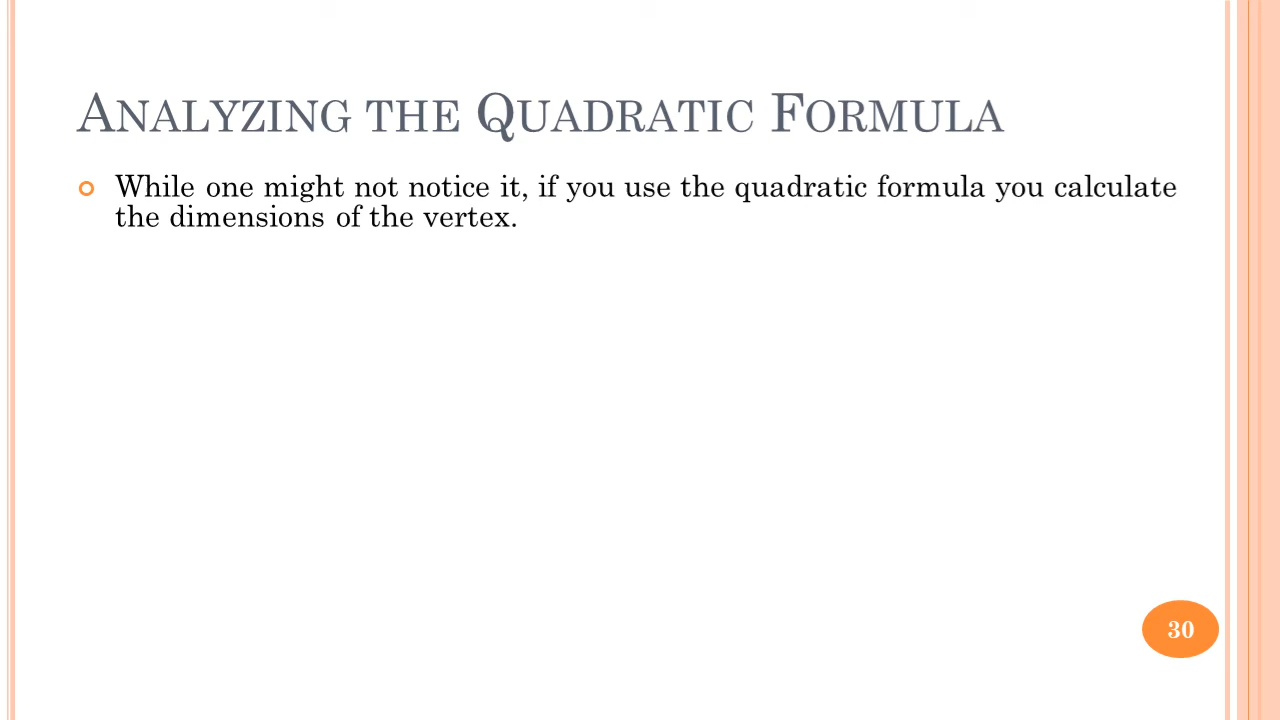 ANALYZING THE QUADRATIC FORMULA
While one might not notice it, if you use the quadratic formula you calculate
the dimensions of the vertex.
30